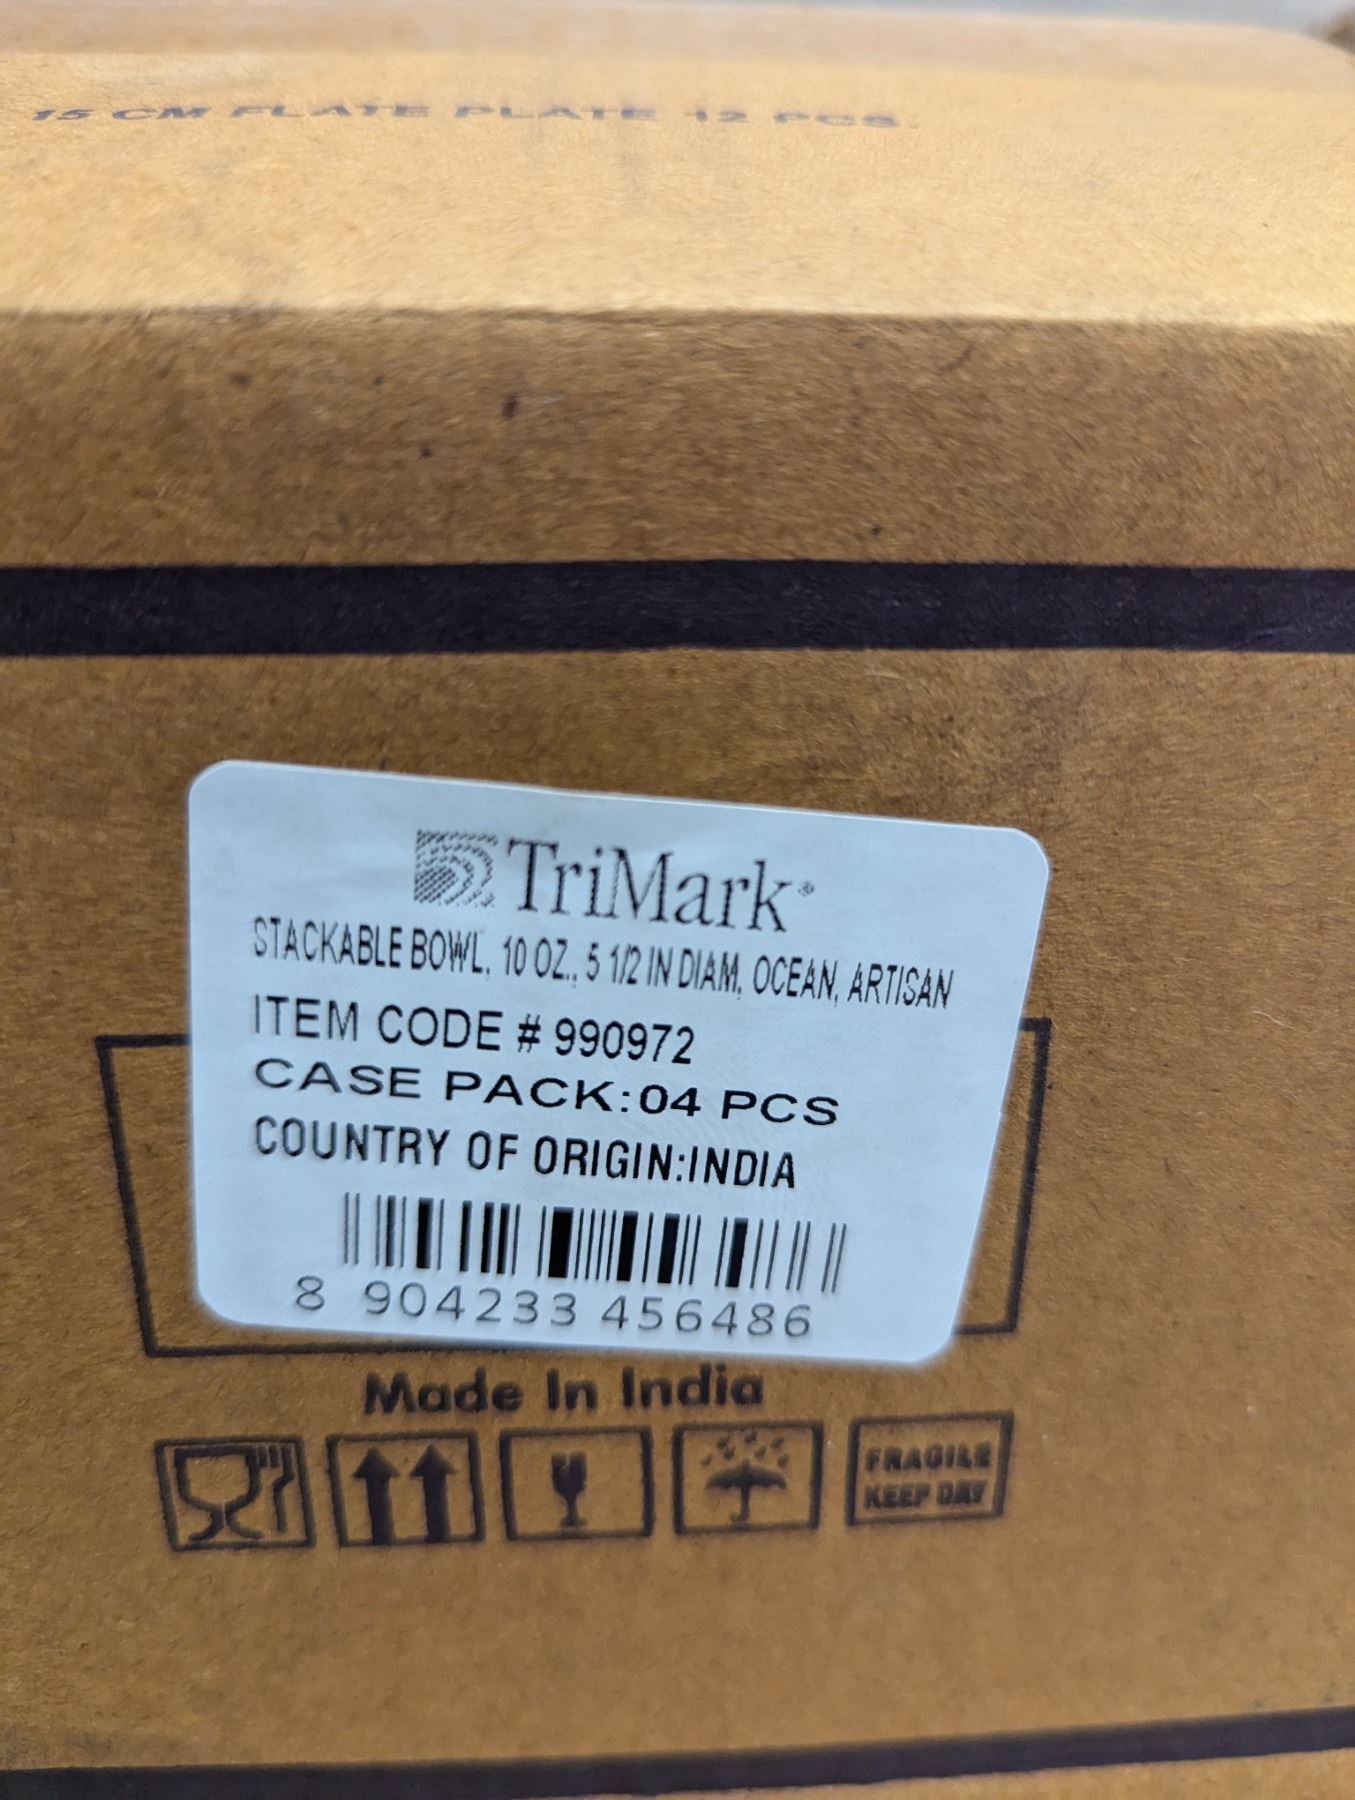 15 CM FLATE PLATE 12 PCS
TriMark®
STACKABLE BOWL, 10 OZ., 5 1/2 IN DIAM, OCEAN, ARTISAN
ITEM CODE # 990972
CASE PACK:04 PCS
COUNTRY OF ORIGIN:INDIA
8 904233 456486
Made In India
FRAGILE
KEEP DRY